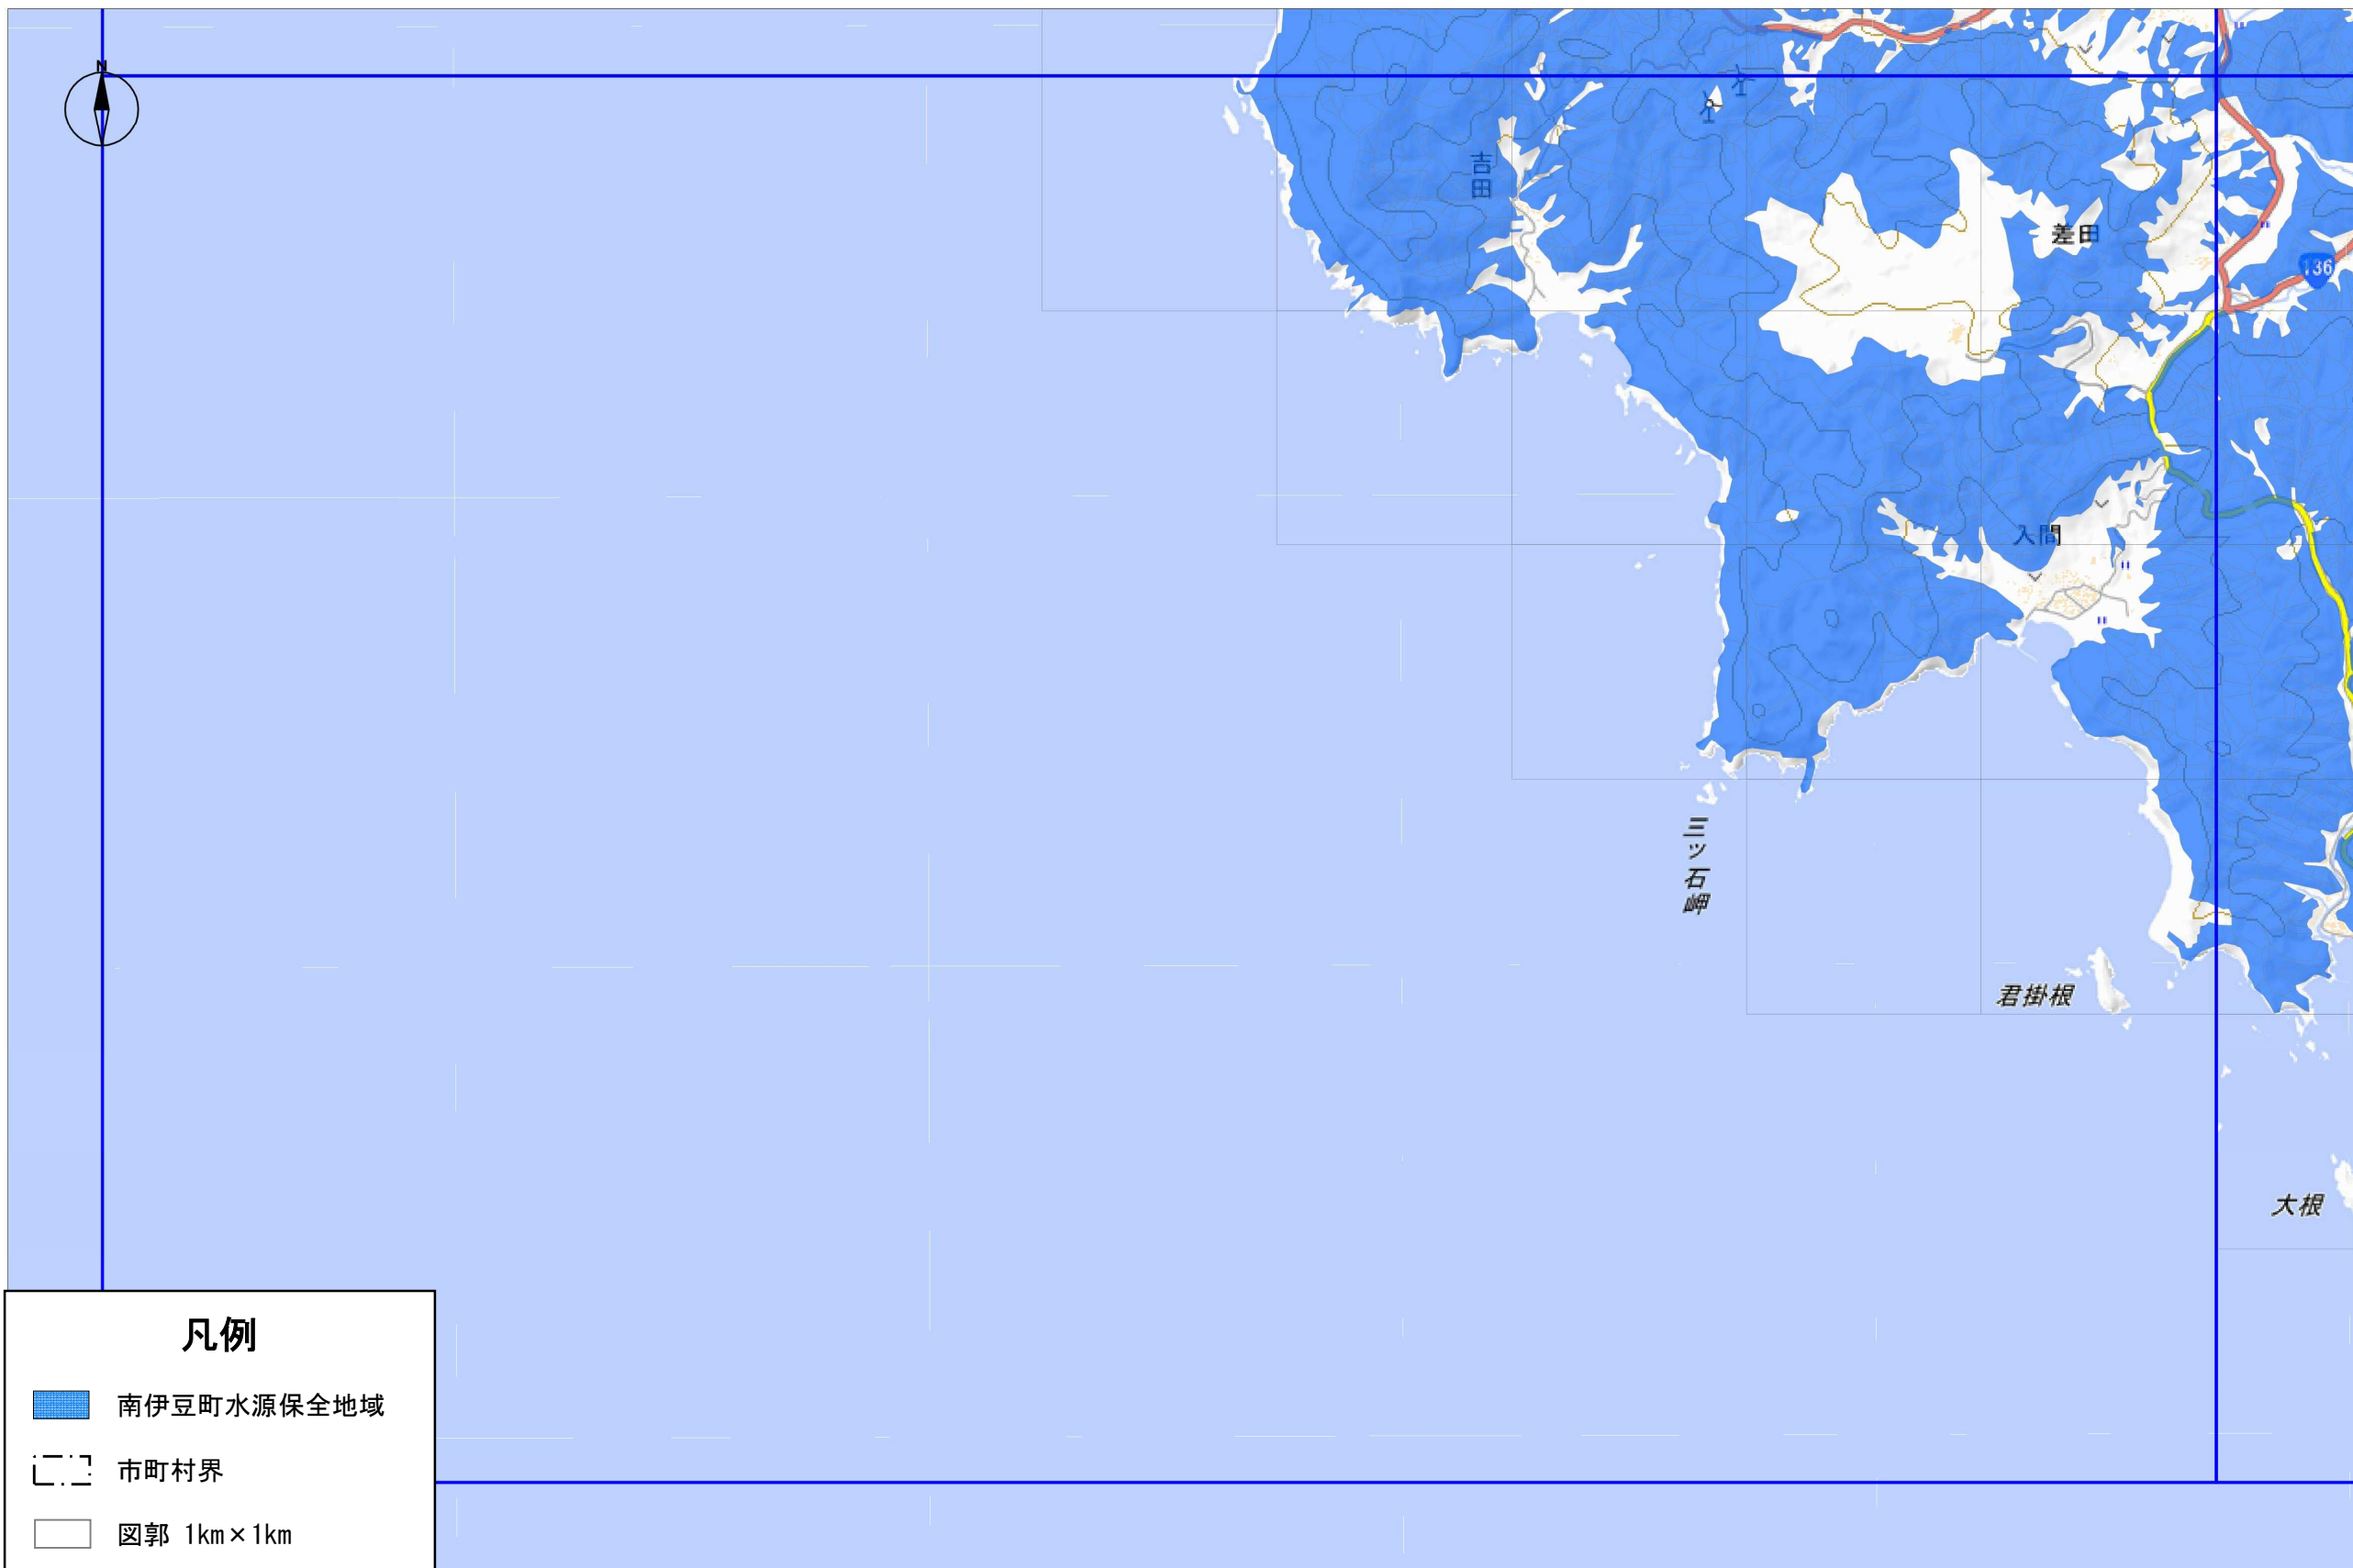 N
吉田
差田
136
入間
三ツ石岬
君掛根
大根
凡例
南伊豆町水源保全地域
市町村界
図郭 1km×1km